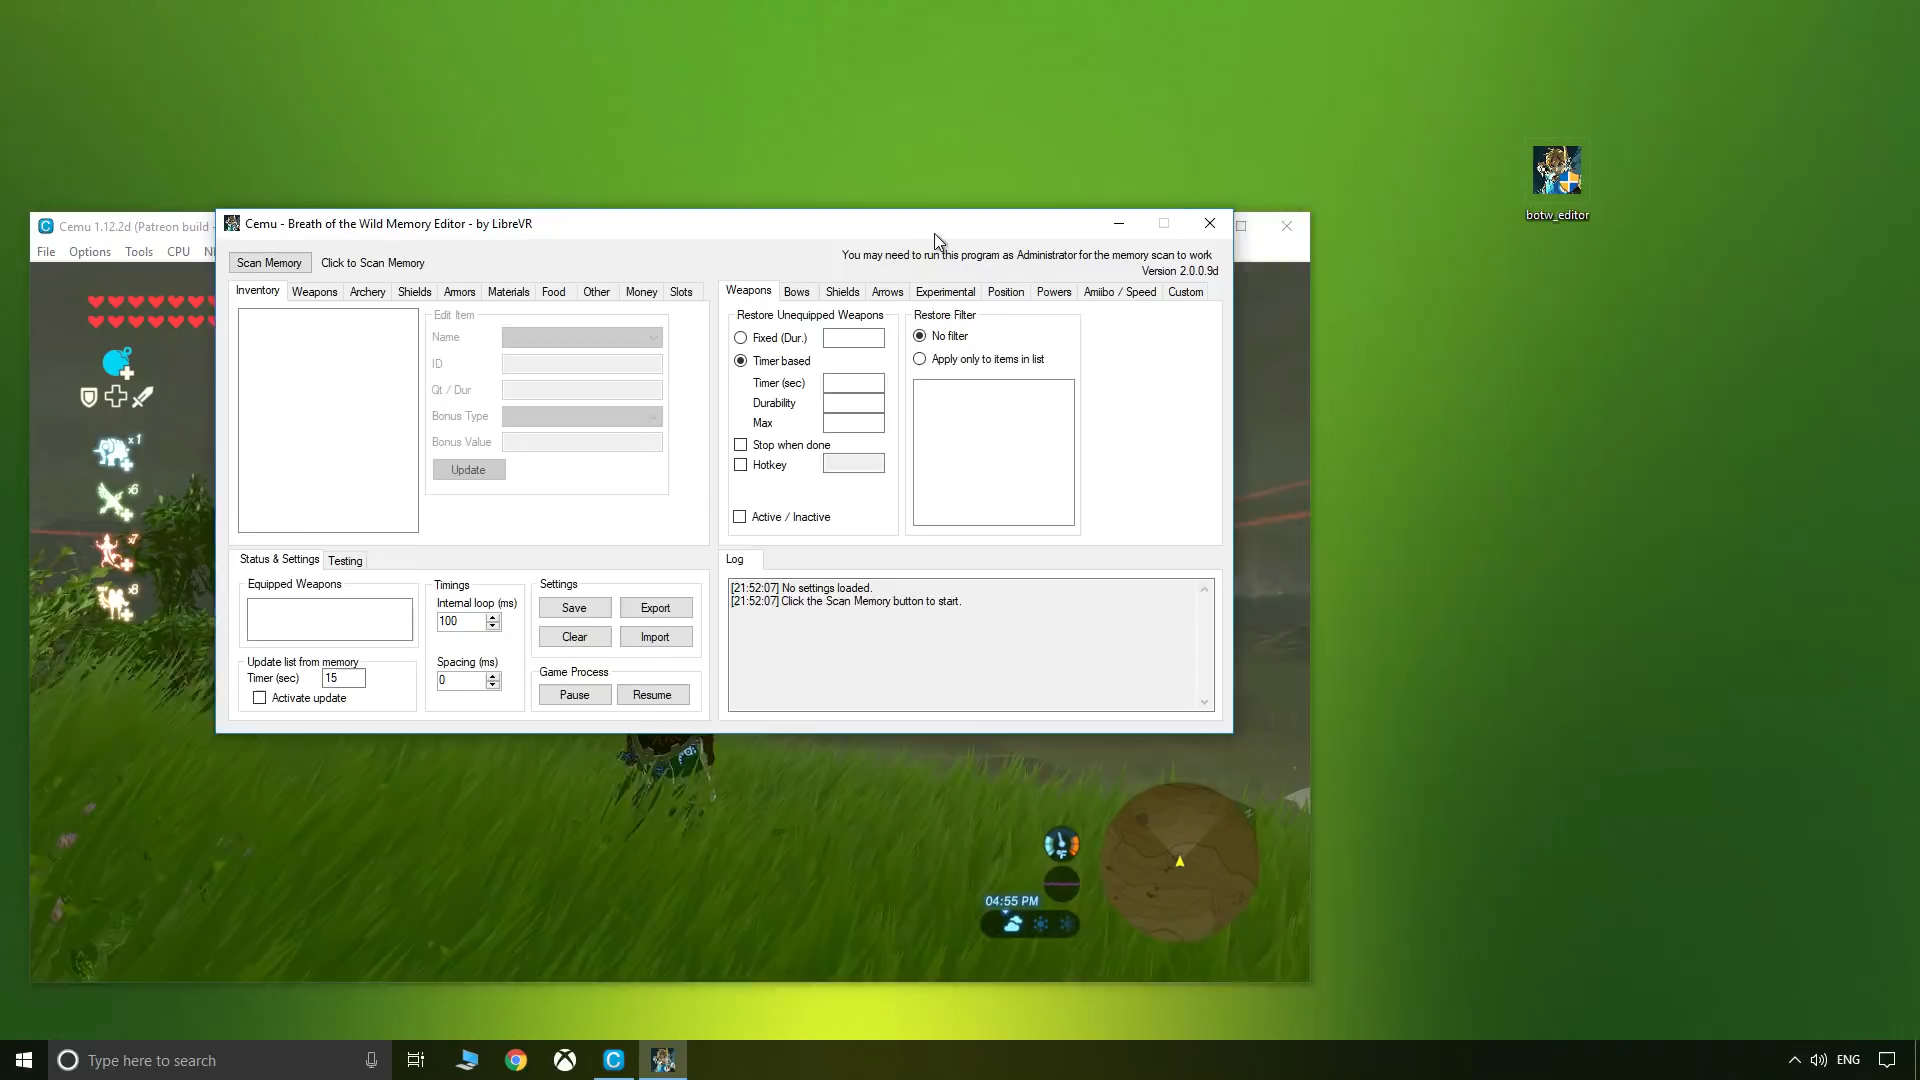 botw_editor
Cemu 1.12.2d (Patreon build -
File Options Tools CPU
Cemu - Breath of the Wild Memory Editor - by LibreVR
You may need to run this program as Administrator for the memory scan to work
Version 2.0.0.9d
Scan Memory Click to Scan Memory
Inventory Weapons Archery Shields Armors Materials Food Other Money Slots
Edit Item
Name
ID
Qt / Dur
Bonus Type
Bonus Value
Update
Weapons Bows Shields Arrows Experimental Position Powers Amiibo / Speed Custom
Restore Unequipped Weapons
Fixed (Dur.)
Timer based
Timer (sec)
Durability
Max
Stop when done
Hotkey
Active / Inactive
Restore Filter
No filter
Apply only to items in list
Status & Settings Testing
Equipped Weapons
Update list from memory
Timer (sec) 15
Activate update
Timings
Internal loop (ms)
100
Spacing (ms)
0
Settings
Save Export
Clear Import
Game Process
Pause Resume
Log
[21:52:07] No settings loaded.
[21:52:07] Click the Scan Memory button to start.
x1
x6
x7
x8
°F
N
04:55 PM
Type here to search
ENG